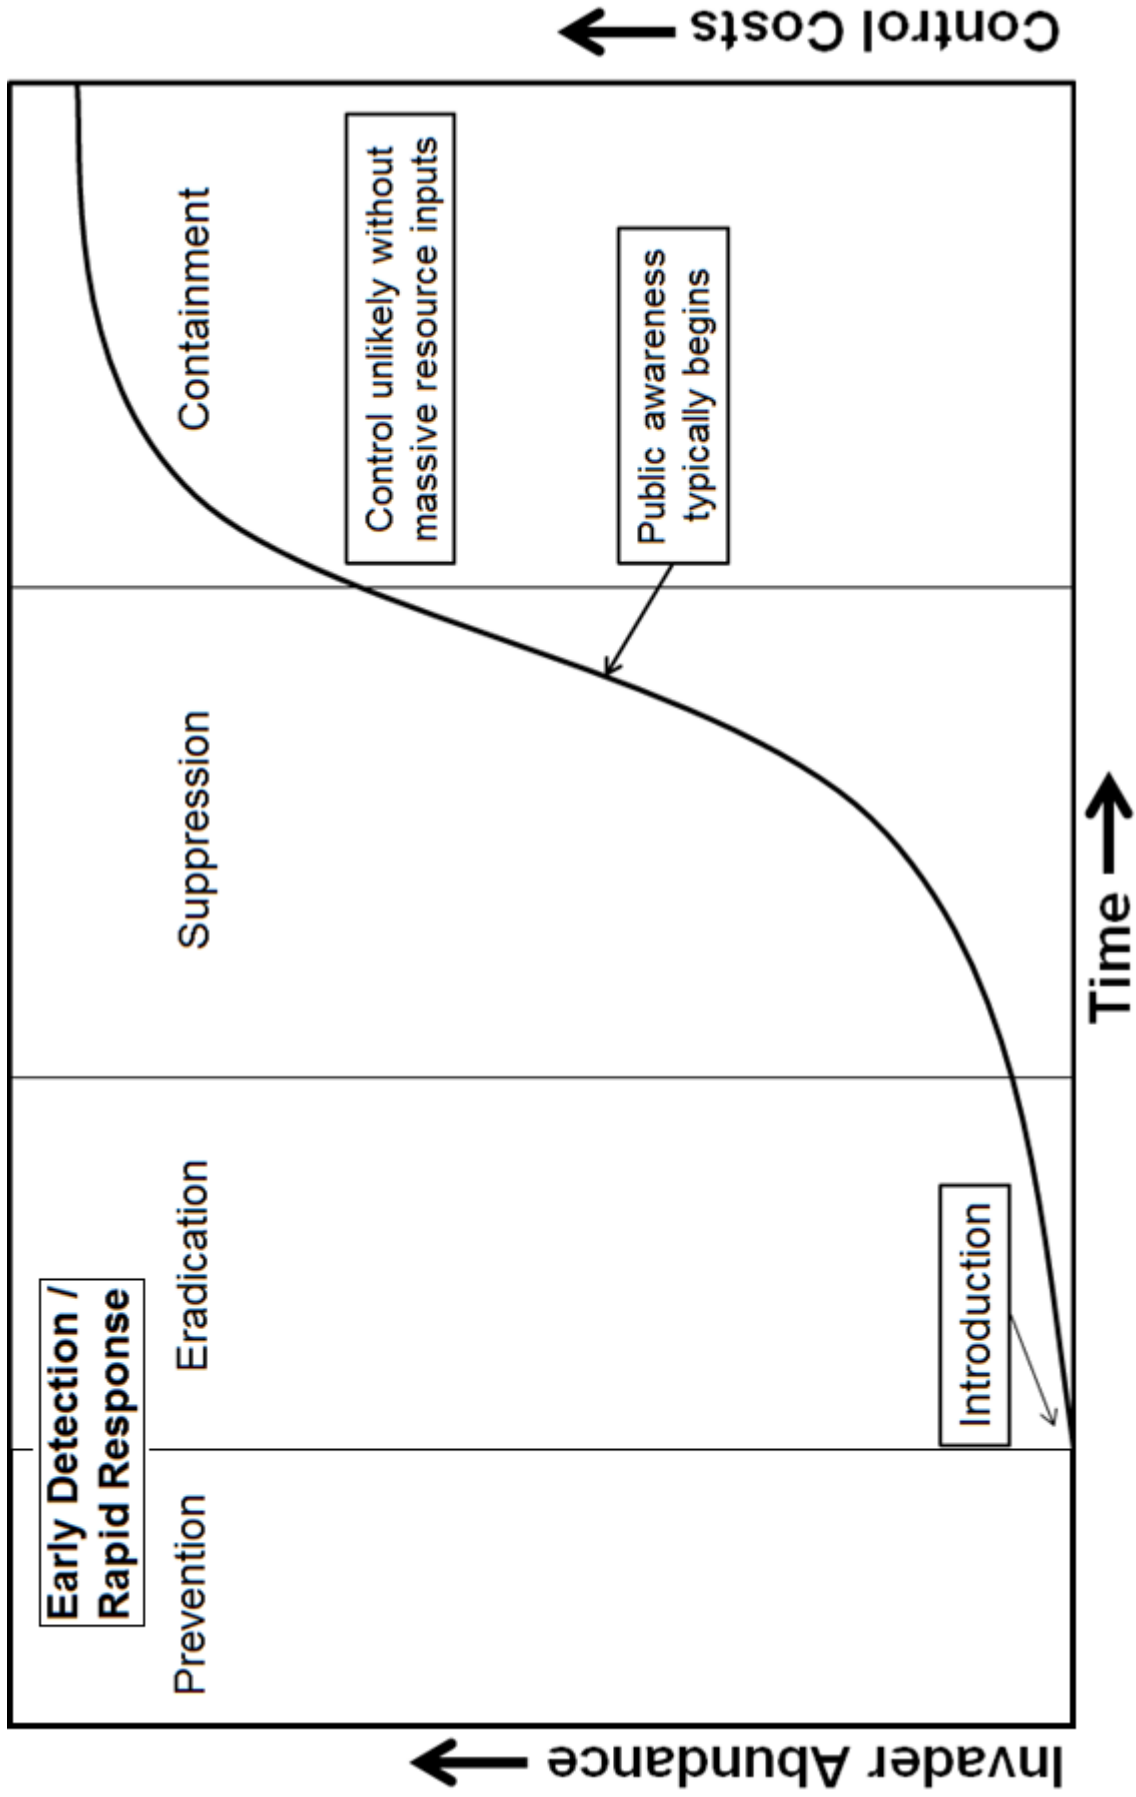 Early Detection /
Rapid Response
Prevention
Eradication
Suppression
Containment
Control unlikely without
massive resource inputs
Public awareness
typically begins
Introduction
Invader Abundance
Control Costs
Time